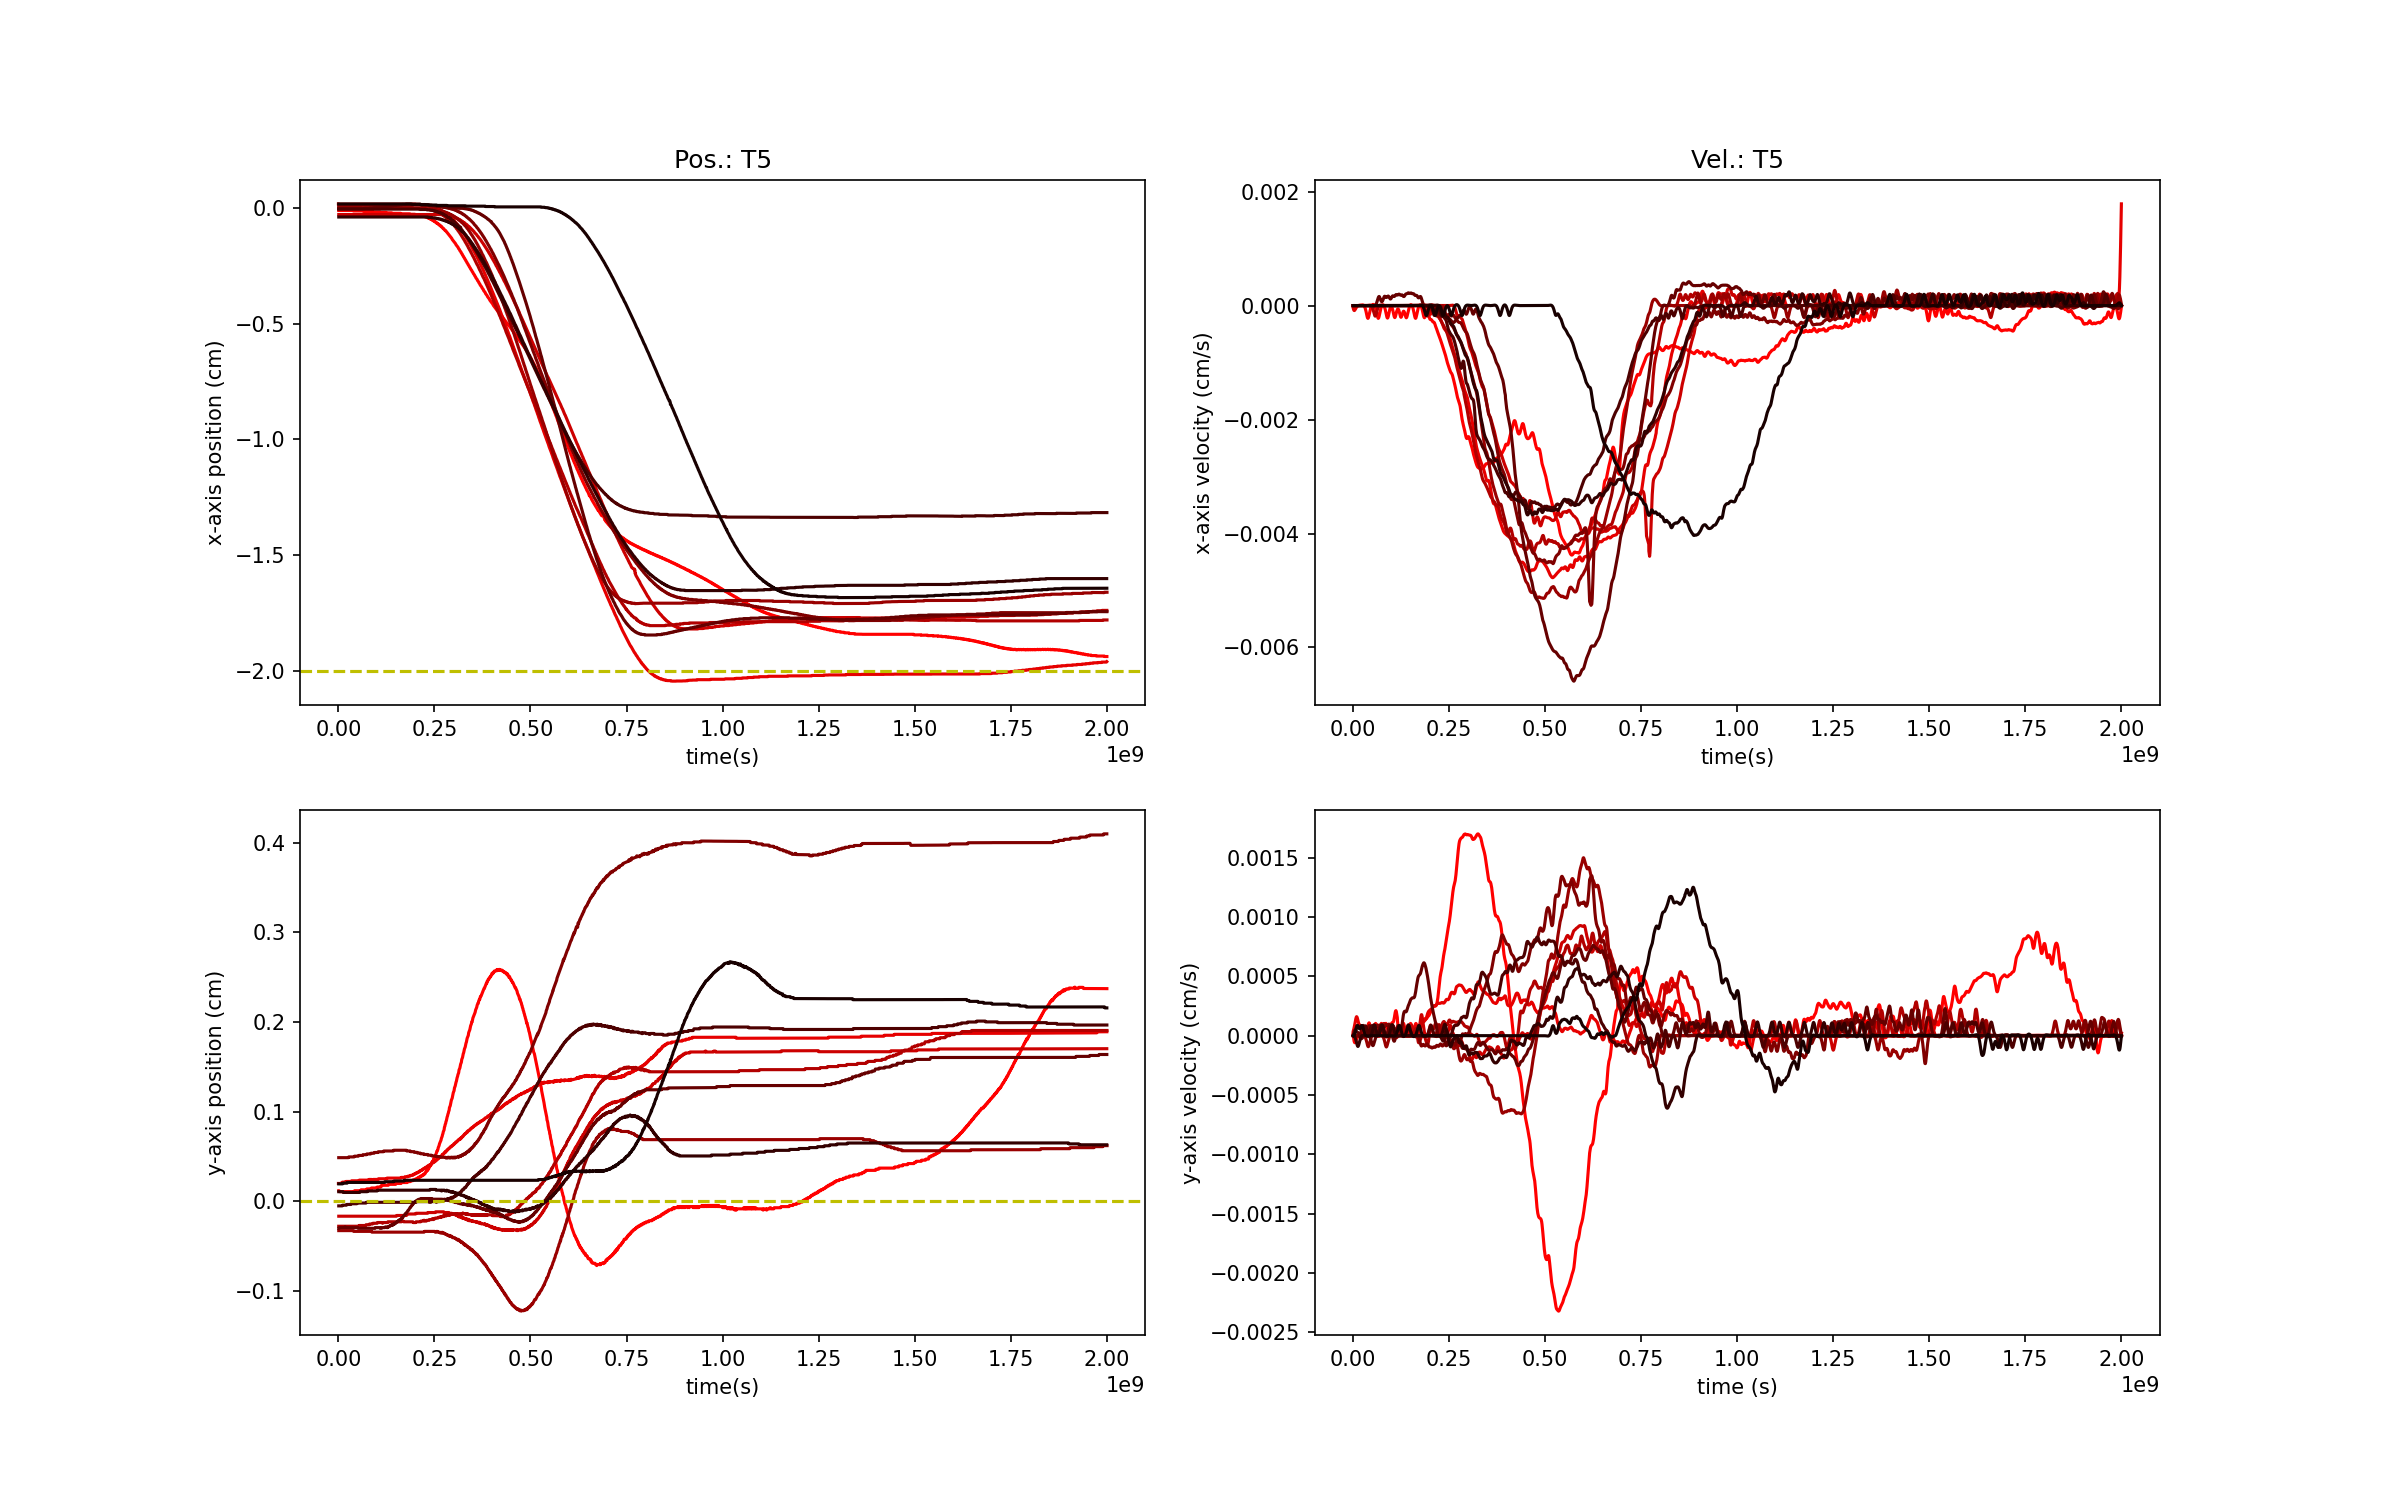 Pos.: T5
0.0
−0.5
−1.0
−1.5
−2.0
x-axis position (cm)
0.00 0.25 0.50 0.75 1.00 1.25 1.50 1.75 2.00
time(s)
1e9
Vel.: T5
0.002
0.000
−0.002
−0.004
−0.006
x-axis velocity (cm/s)
0.00 0.25 0.50 0.75 1.00 1.25 1.50 1.75 2.00
time(s)
1e9
0.4
0.3
0.2
0.1
0.0
−0.1
y-axis position (cm)
0.00 0.25 0.50 0.75 1.00 1.25 1.50 1.75 2.00
time(s)
1e9
0.0015
0.0010
0.0005
0.0000
−0.0005
−0.0010
−0.0015
−0.0020
−0.0025
y-axis velocity (cm/s)
0.00 0.25 0.50 0.75 1.00 1.25 1.50 1.75 2.00
time (s)
1e9